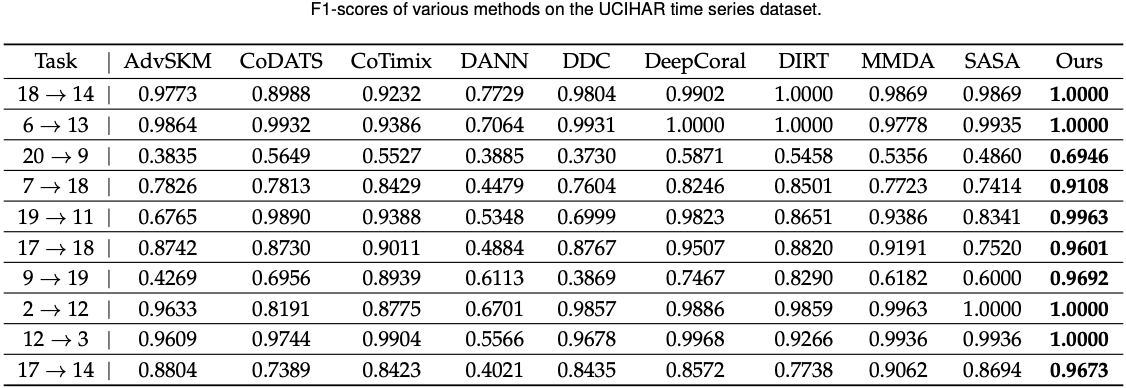 F1-scores of various methods on the UCIHAR time series dataset.
Task | AdvSKM CoDATS CoTimix DANN DDC DeepCoral DIRT MMDA SASA Ours
18 → 14 | 0.9773 0.8988 0.9232 0.7729 0.9804 0.9902 1.0000 0.9869 0.9869 1.0000
6 → 13 | 0.9864 0.9932 0.9386 0.7064 0.9931 1.0000 1.0000 0.9778 0.9935 1.0000
20 → 9 | 0.3835 0.5649 0.5527 0.3885 0.3730 0.5871 0.5458 0.5356 0.4860 0.6946
7 → 18 | 0.7826 0.7813 0.8429 0.4479 0.7604 0.8246 0.8501 0.7723 0.7414 0.9108
19 → 11 | 0.6765 0.9890 0.9388 0.5348 0.6999 0.9823 0.8651 0.9386 0.8341 0.9963
17 → 18 | 0.8742 0.8730 0.9011 0.4884 0.8767 0.9507 0.8820 0.9191 0.7520 0.9601
9 → 19 | 0.4269 0.6956 0.8939 0.6113 0.3869 0.7467 0.8290 0.6182 0.6000 0.9692
2 → 12 | 0.9633 0.8191 0.8775 0.6701 0.9857 0.9886 0.9859 0.9963 1.0000 1.0000
12 → 3 | 0.9609 0.9744 0.9904 0.5566 0.9678 0.9968 0.9266 0.9936 0.9936 1.0000
17 → 14 | 0.8804 0.7389 0.8423 0.4021 0.8435 0.8572 0.7738 0.9062 0.8694 0.9673